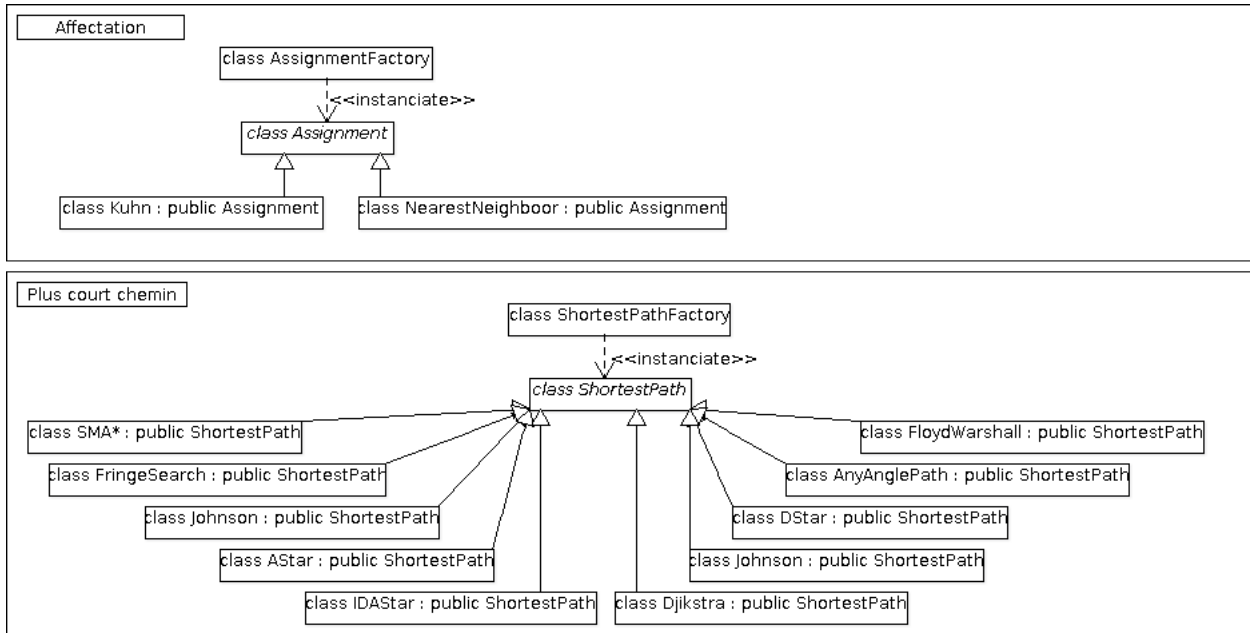 Affectation
class AssignmentFactory
<<instanciate>>
class Assignment
class Kuhn : public Assignment
class NearestNeighboor : public Assignment
Plus court chemin
class ShortestPathFactory
<<instanciate>>
class ShortestPath
class SMA* : public ShortestPath
class FloydWarshall : public ShortestPath
class FringeSearch : public ShortestPath
class AnyAnglePath : public ShortestPath
class Johnson : public ShortestPath
class DStar : public ShortestPath
class AStar : public ShortestPath
class Johnson : public ShortestPath
class IDAStar : public ShortestPath
class Djikstra : public ShortestPath